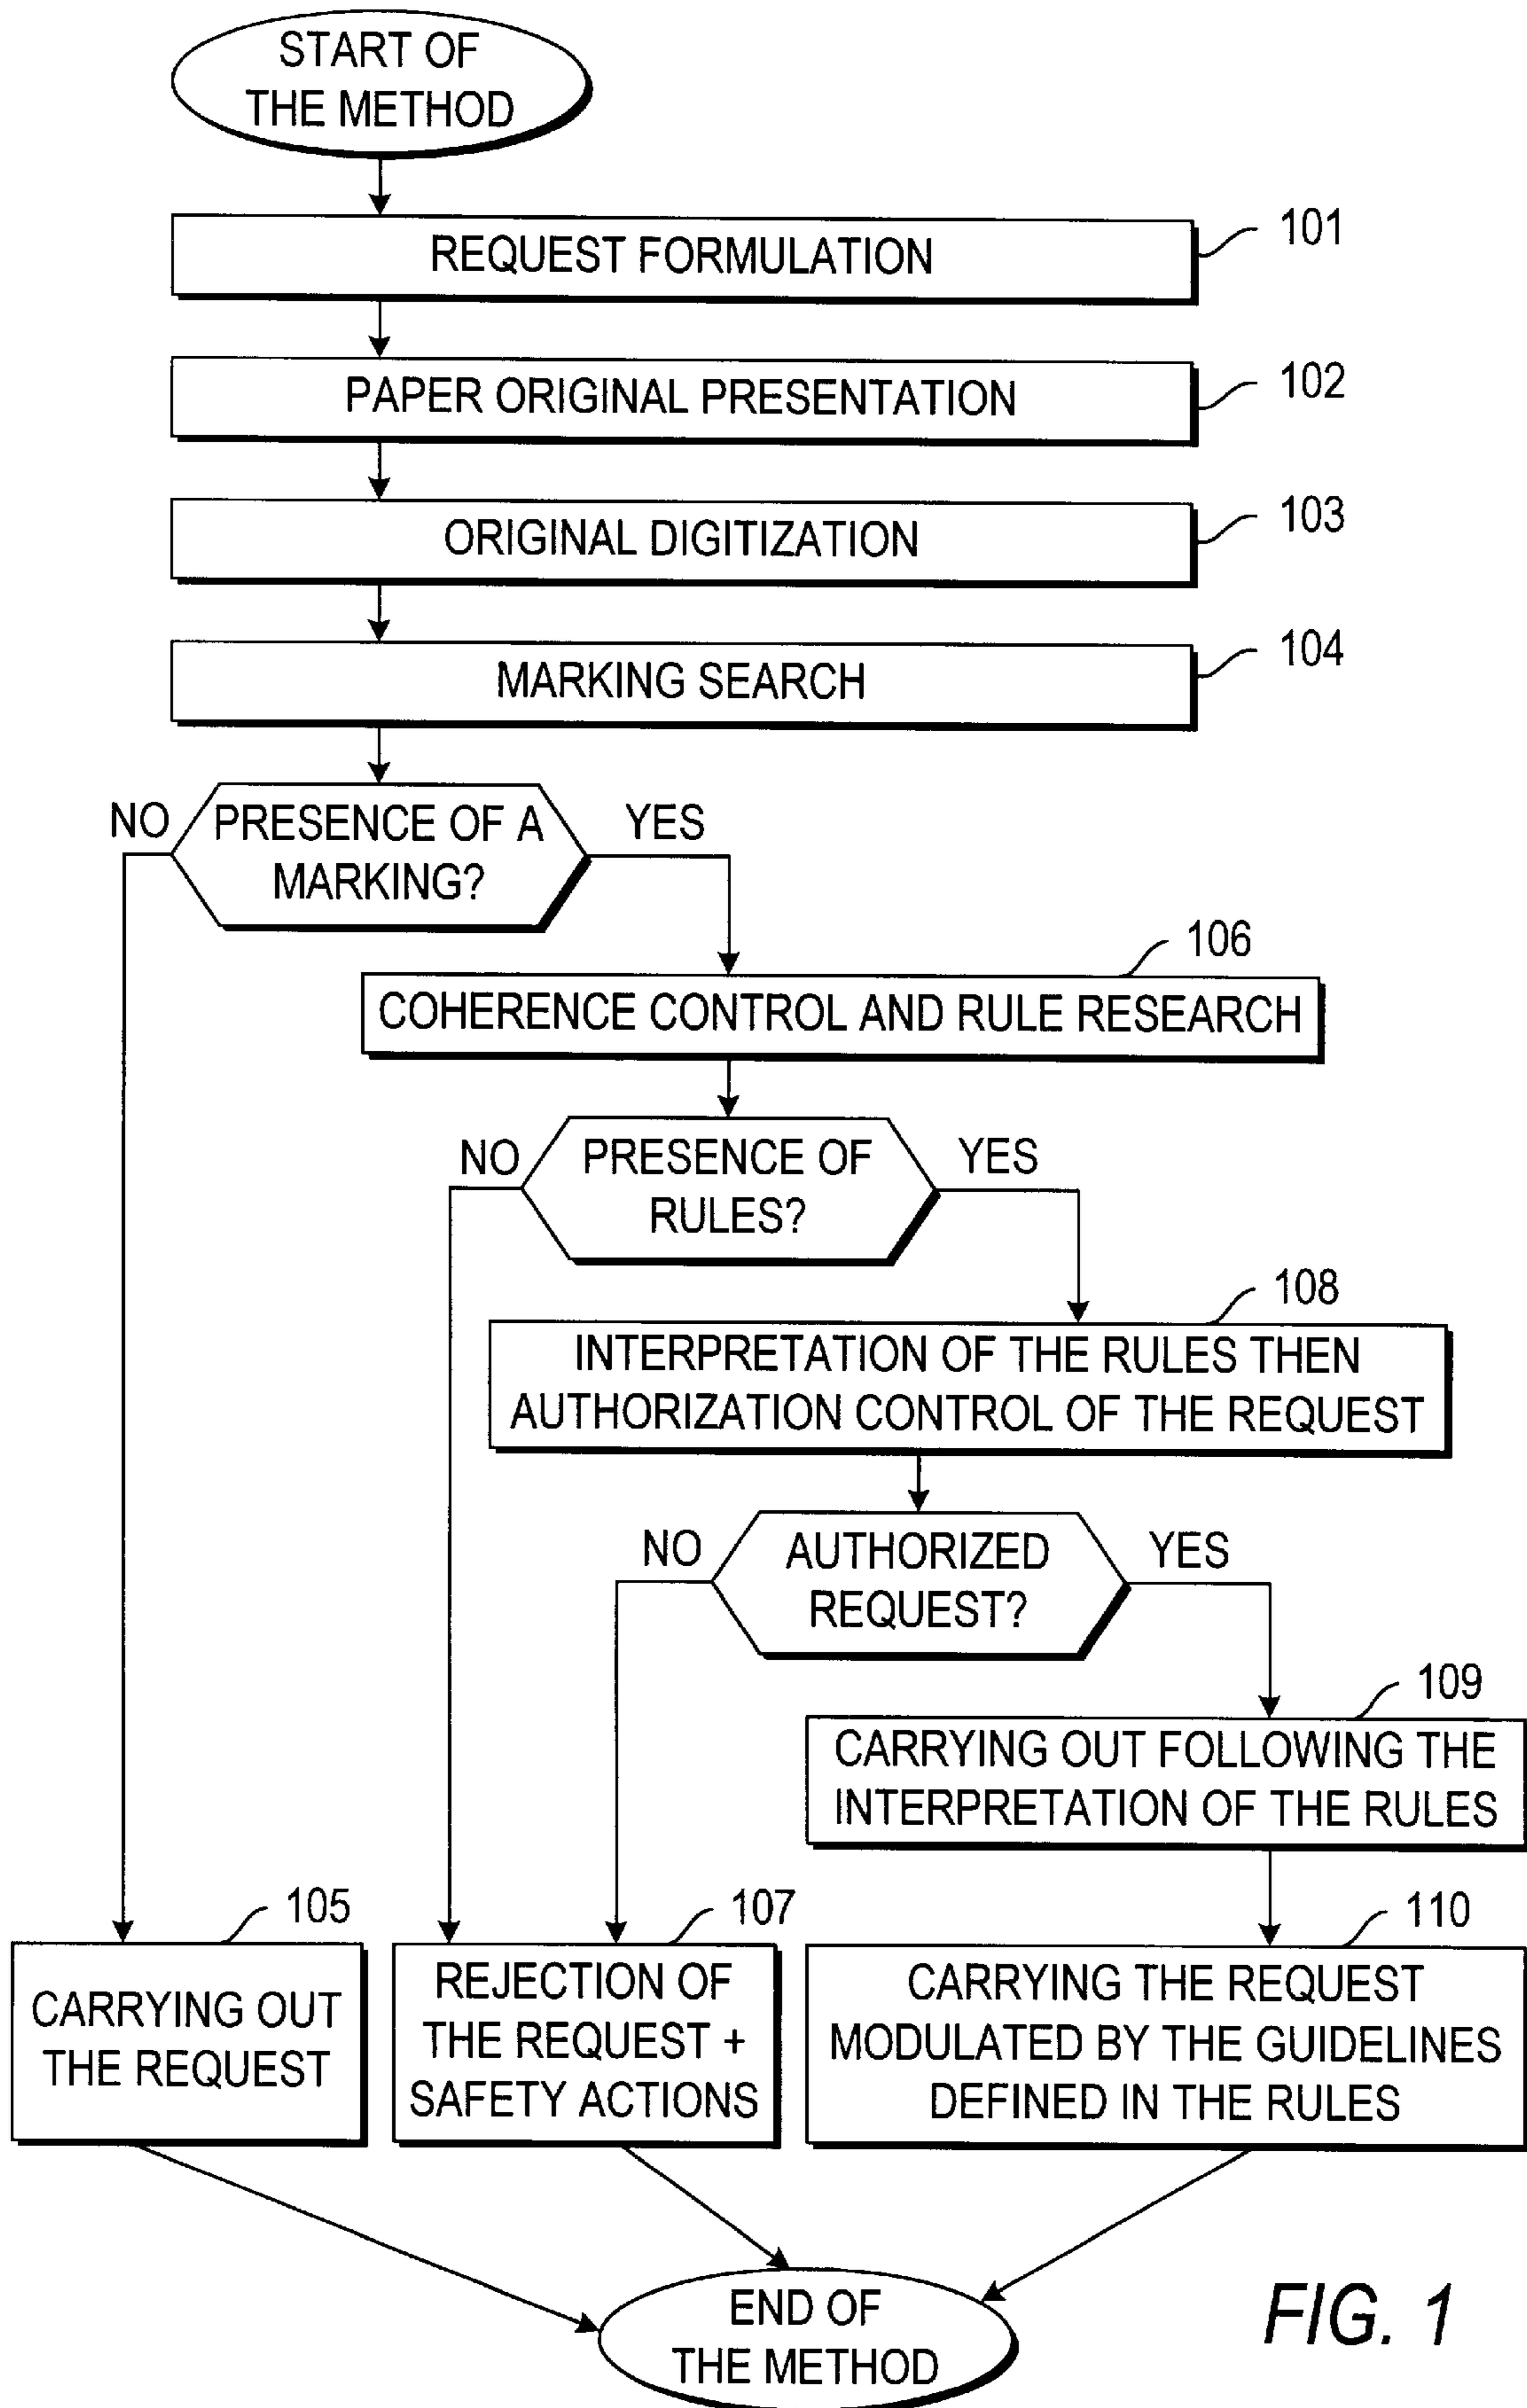 START OF
THE METHOD
REQUEST FORMULATION
101
PAPER ORIGINAL PRESENTATION
102
ORIGINAL DIGITIZATION
103
MARKING SEARCH
104
NO
PRESENCE OF A
MARKING?
YES
106
COHERENCE CONTROL AND RULE RESEARCH
NO
PRESENCE OF
RULES?
YES
108
INTERPRETATION OF THE RULES THEN
AUTHORIZATION CONTROL OF THE REQUEST
NO
AUTHORIZED
REQUEST?
YES
109
CARRYING OUT FOLLOWING THE
INTERPRETATION OF THE RULES
105
CARRYING OUT
THE REQUEST
107
REJECTION OF
THE REQUEST +
SAFETY ACTIONS
110
CARRYING THE REQUEST
MODULATED BY THE GUIDELINES
DEFINED IN THE RULES
END OF
THE METHOD
FIG. 1